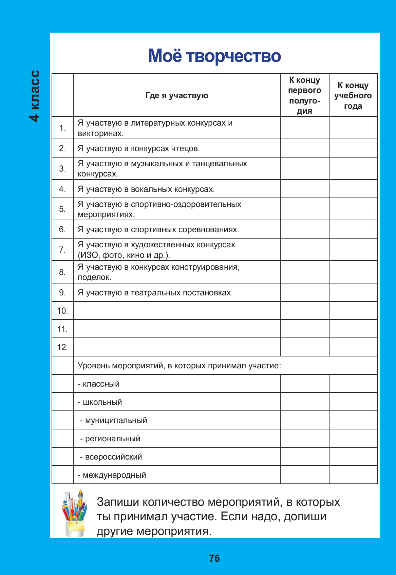 4 класс
Моё творчество
Где я участвую
К концу
первого
полуго-
дия
К концу
учебного
года
1.
Я участвую в литературных конкурсах и
викторинах.
2.
Я участвую в конкурсах чтецов.
3.
Я участвую в музыкальных и танцевальных
конкурсах.
4.
Я участвую в вокальных конкурсах.
5.
Я участвую в спортивно-оздоровительных
мероприятиях.
6.
Я участвую в спортивных соревнованиях.
7.
Я участвую в художественных конкурсах
(ИЗО, фото, кино и др.).
8.
Я участвую в конкурсах конструирования,
поделок.
9.
Я участвую в театральных постановках.
10.
11.
12.
Уровень мероприятий, в которых принимал участие:
- классный
- школьный
- муниципальный
- региональный
- всероссийский
- международный
Запиши количество мероприятий, в которых
ты принимал участие. Если надо, допиши
другие мероприятия.
76